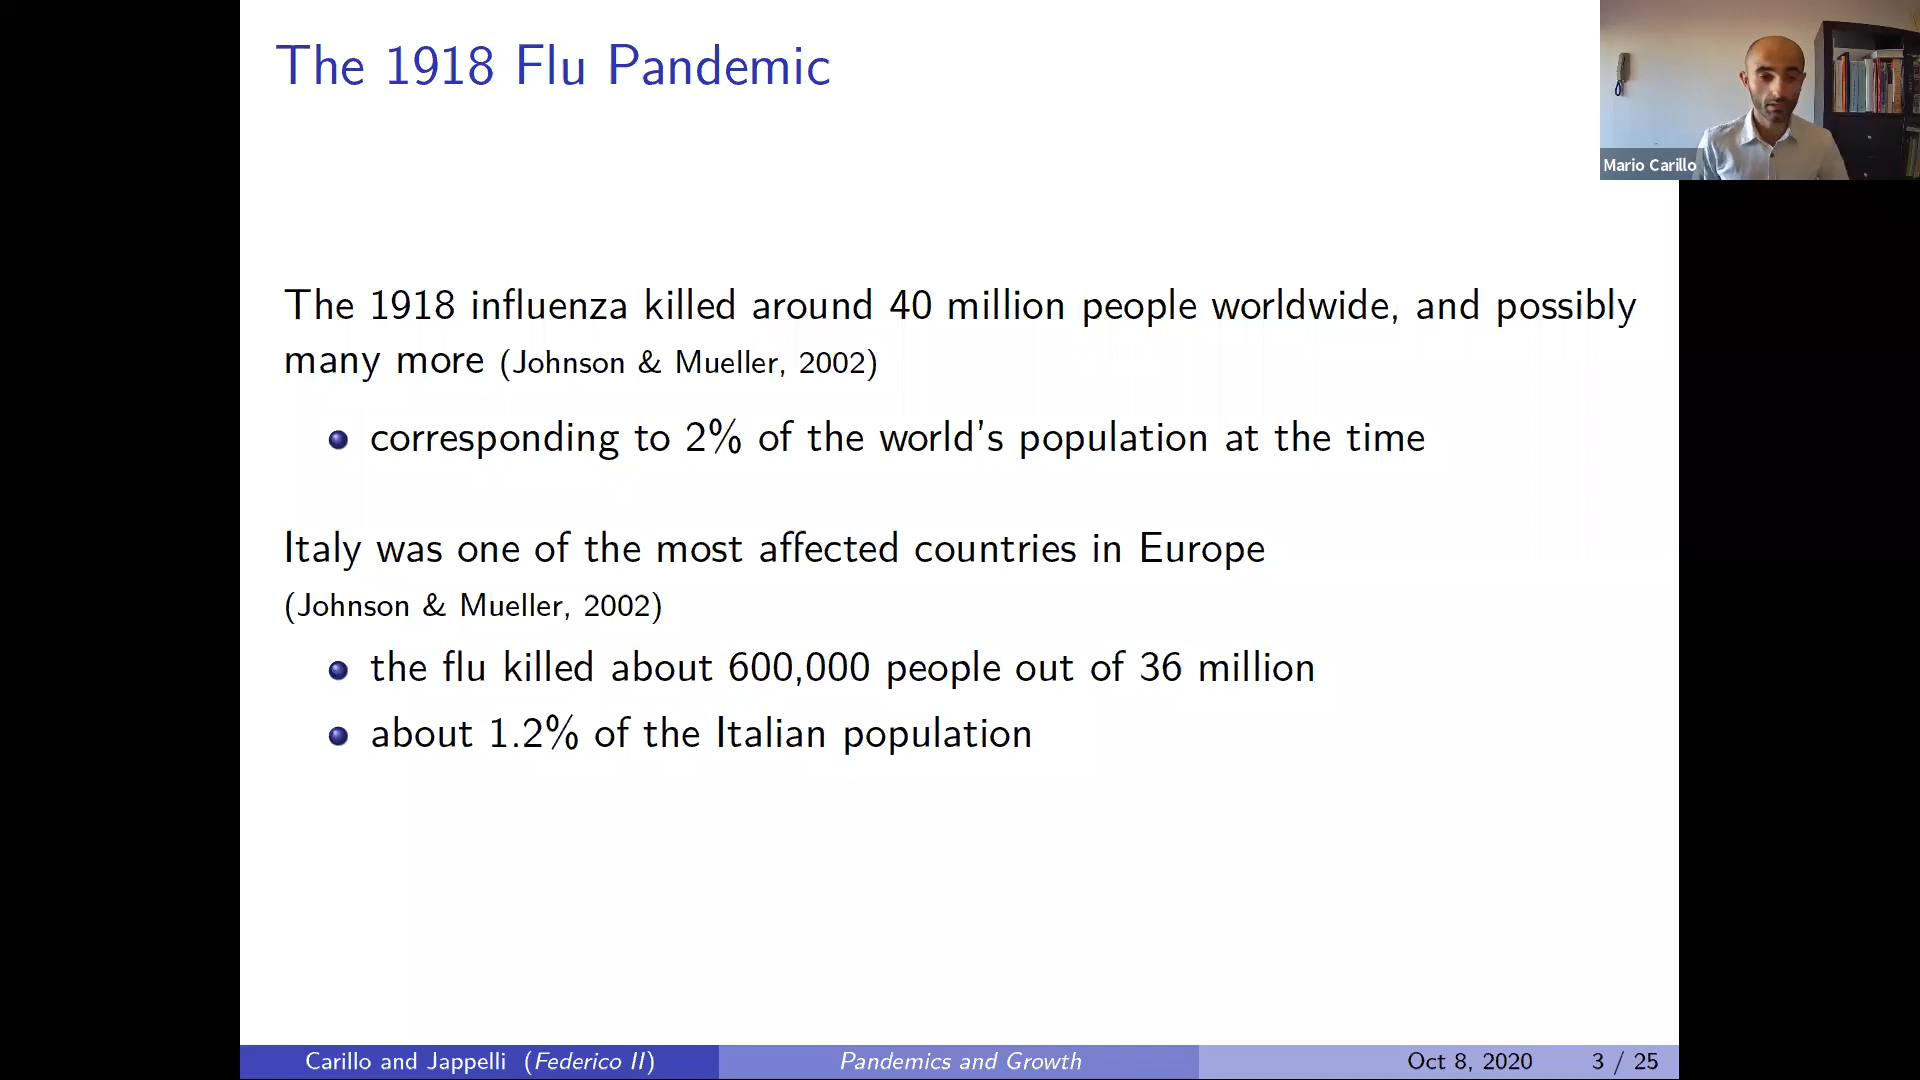 The 1918 Flu Pandemic
Mario Carillo
The 1918 influenza killed around 40 million people worldwide, and possibly
many more (Johnson & Mueller, 2002)
corresponding to 2% of the world's population at the time
Italy was one of the most affected countries in Europe
(Johnson & Mueller, 2002)
the flu killed about 600,000 people out of 36 million
about 1.2% of the Italian population
Carillo and Jappelli (Federico II) Pandemics and Growth Oct 8, 2020 3 / 25